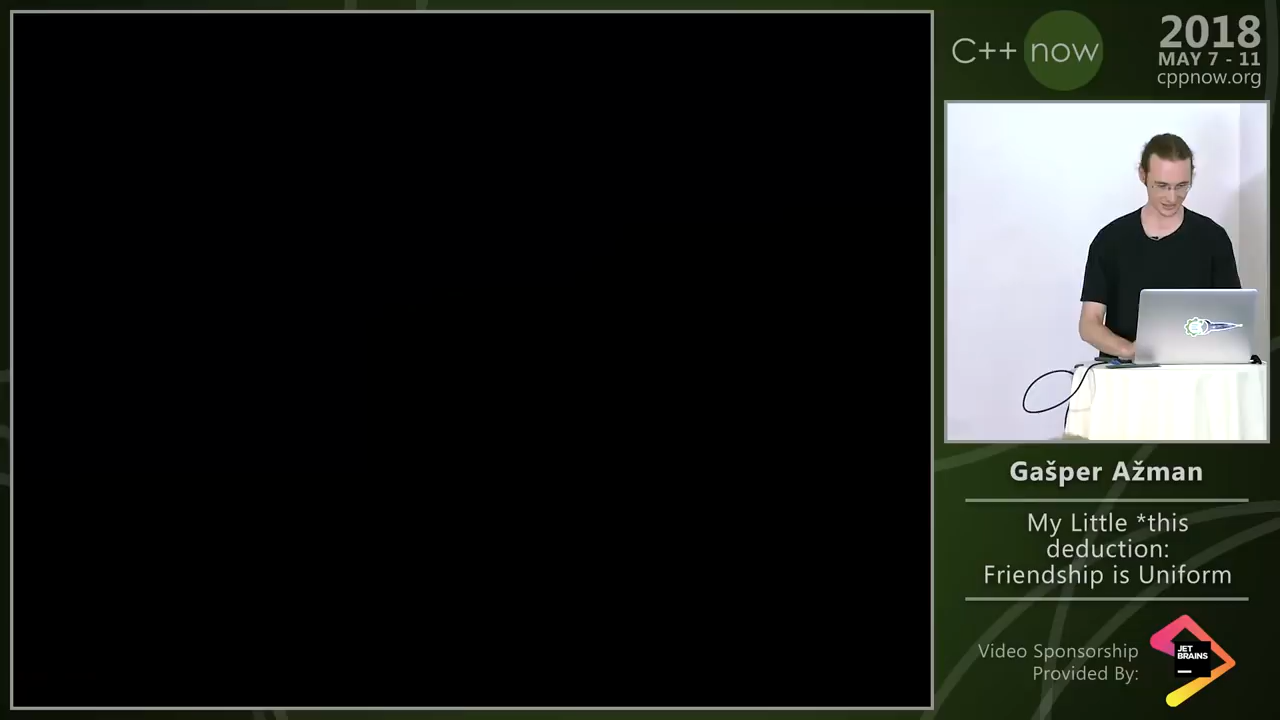 C++ now
2018
MAY 7 - 11
cppnow.org
Gašper Ažman
My Little *this
deduction:
Friendship is Uniform
Video Sponsorship
Provided By:
JET
BRAINS